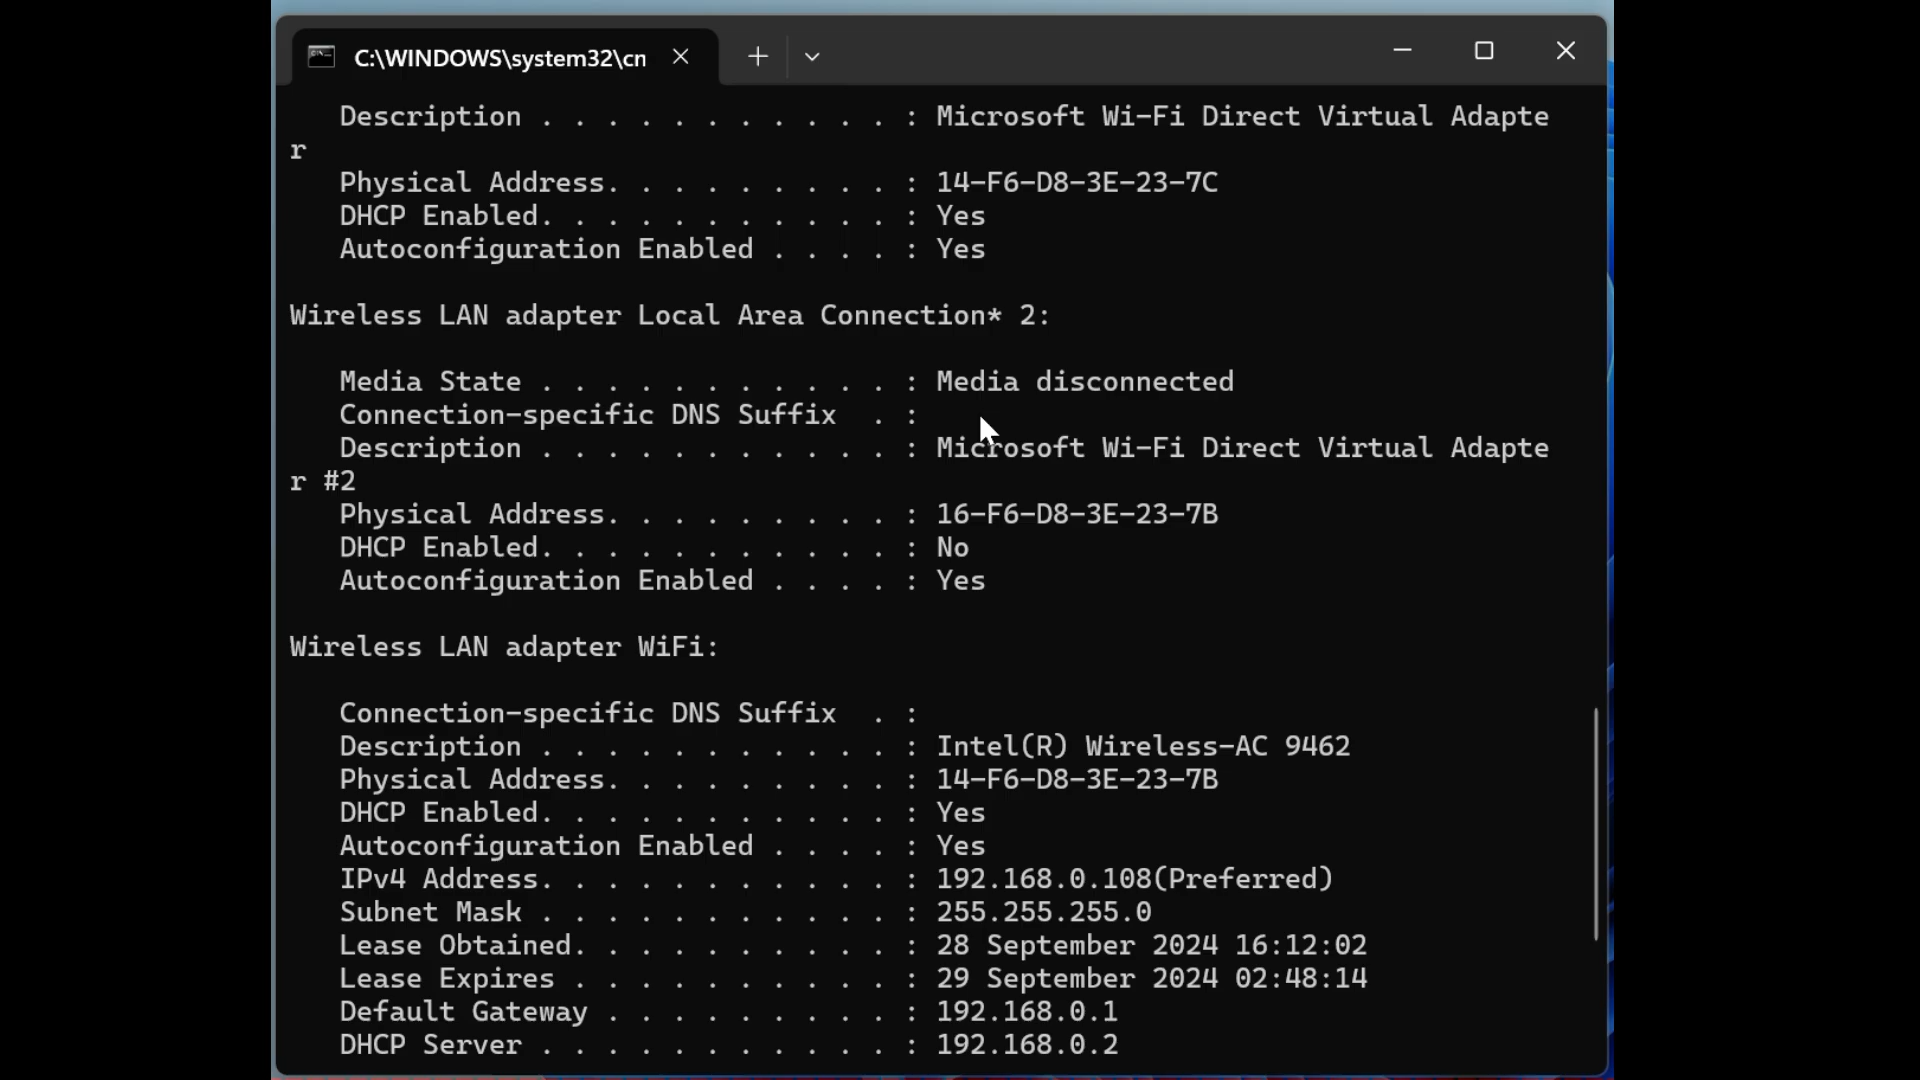 C:\WINDOWS\system32\cn
Description . . . . . . . . . . . : Microsoft Wi-Fi Direct Virtual Adapte
r
Physical Address. . . . . . . . . : 14-F6-D8-3E-23-7C
DHCP Enabled. . . . . . . . . . . : Yes
Autoconfiguration Enabled . . . . : Yes
Wireless LAN adapter Local Area Connection* 2:
Media State . . . . . . . . . . . : Media disconnected
Connection-specific DNS Suffix  . :
Description . . . . . . . . . . . : Microsoft Wi-Fi Direct Virtual Adapte
r #2
Physical Address. . . . . . . . . : 16-F6-D8-3E-23-7B
DHCP Enabled. . . . . . . . . . . : No
Autoconfiguration Enabled . . . . : Yes
Wireless LAN adapter WiFi:
Connection-specific DNS Suffix  . :
Description . . . . . . . . . . . : Intel(R) Wireless-AC 9462
Physical Address. . . . . . . . . : 14-F6-D8-3E-23-7B
DHCP Enabled. . . . . . . . . . . : Yes
Autoconfiguration Enabled . . . . : Yes
IPv4 Address. . . . . . . . . . . : 192.168.0.108(Preferred)
Subnet Mask . . . . . . . . . . . : 255.255.255.0
Lease Obtained. . . . . . . . . . : 28 September 2024 16:12:02
Lease Expires . . . . . . . . . . : 29 September 2024 02:48:14
Default Gateway . . . . . . . . . : 192.168.0.1
DHCP Server . . . . . . . . . . . : 192.168.0.2